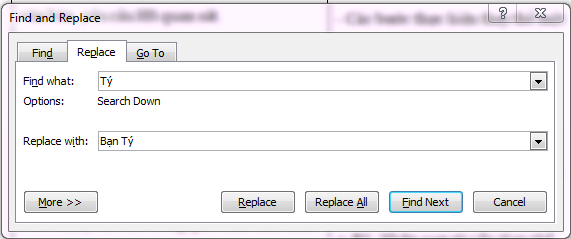 Find and Replace
Find Replace Go To
Find what: Tý
Options: Search Down
Replace with: Bạn Tý
More >> Replace Replace All Find Next Cancel